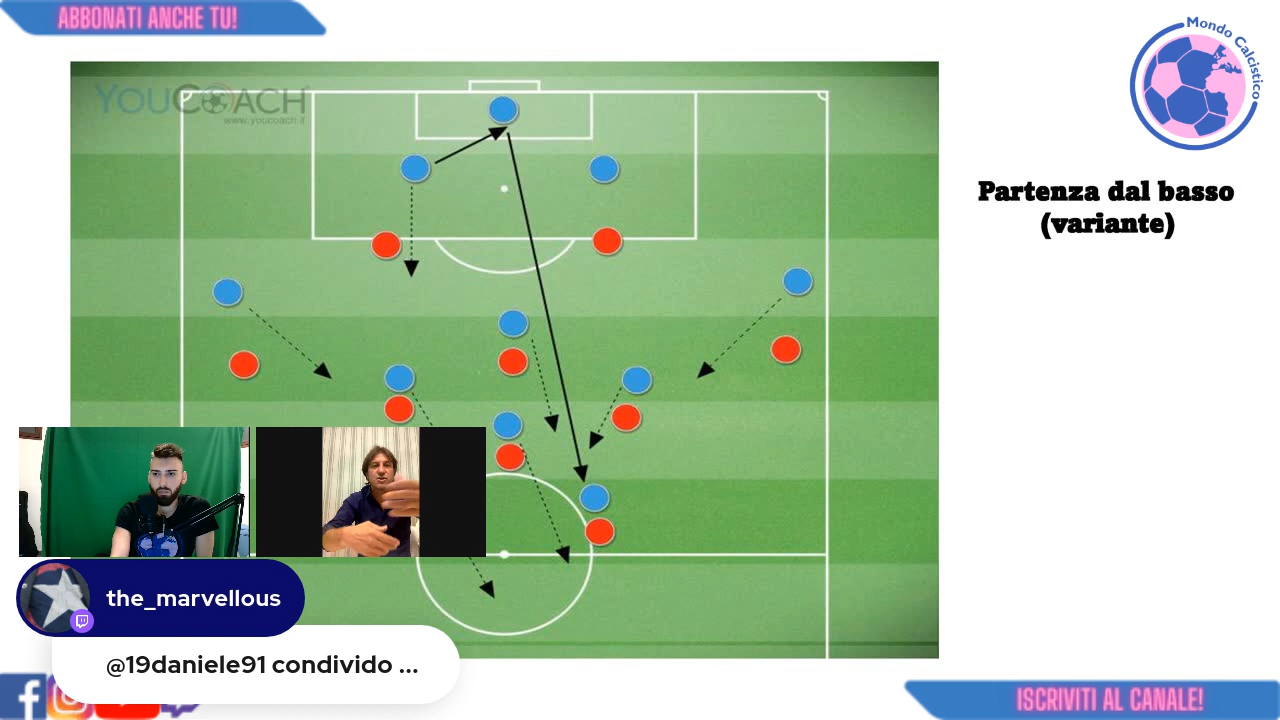 ABBONATI ANCHE TU!
Mondo Calcistico
YOUCOACH
www.youcoach.it
Partenza dal basso
(variante)
the_marvellous
@19daniele91 condivido ...
ISCRIVITI AL CANALE!